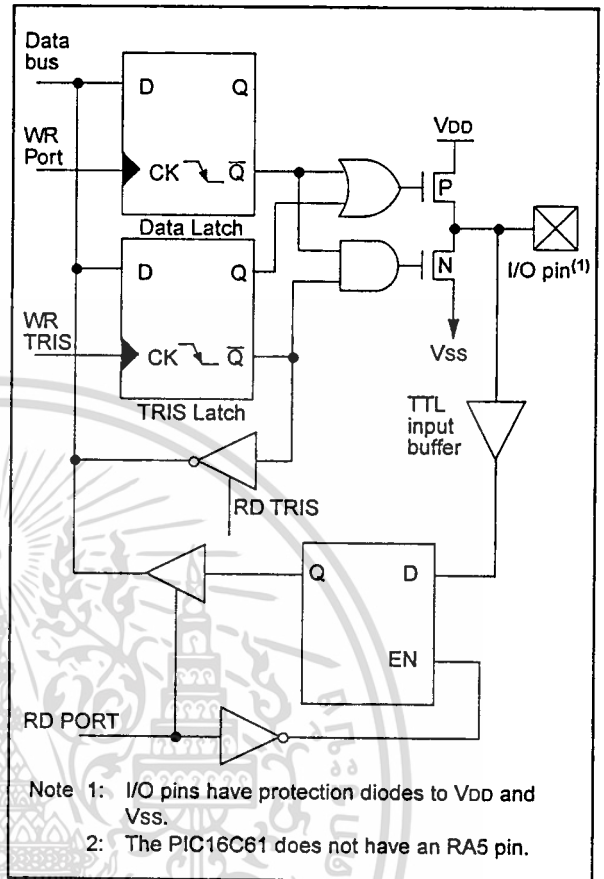 Data
bus
D Q
WR
Port
CK Q̅
Data Latch
VDD
P
I/O pin(1)
N
VSS
D Q
WR
TRIS
CK Q̅
TRIS Latch
TTL
input
buffer
RD TRIS
Q D
EN
RD PORT
Note 1: I/O pins have protection diodes to VDD and
VSS.
2: The PIC16C61 does not have an RA5 pin.